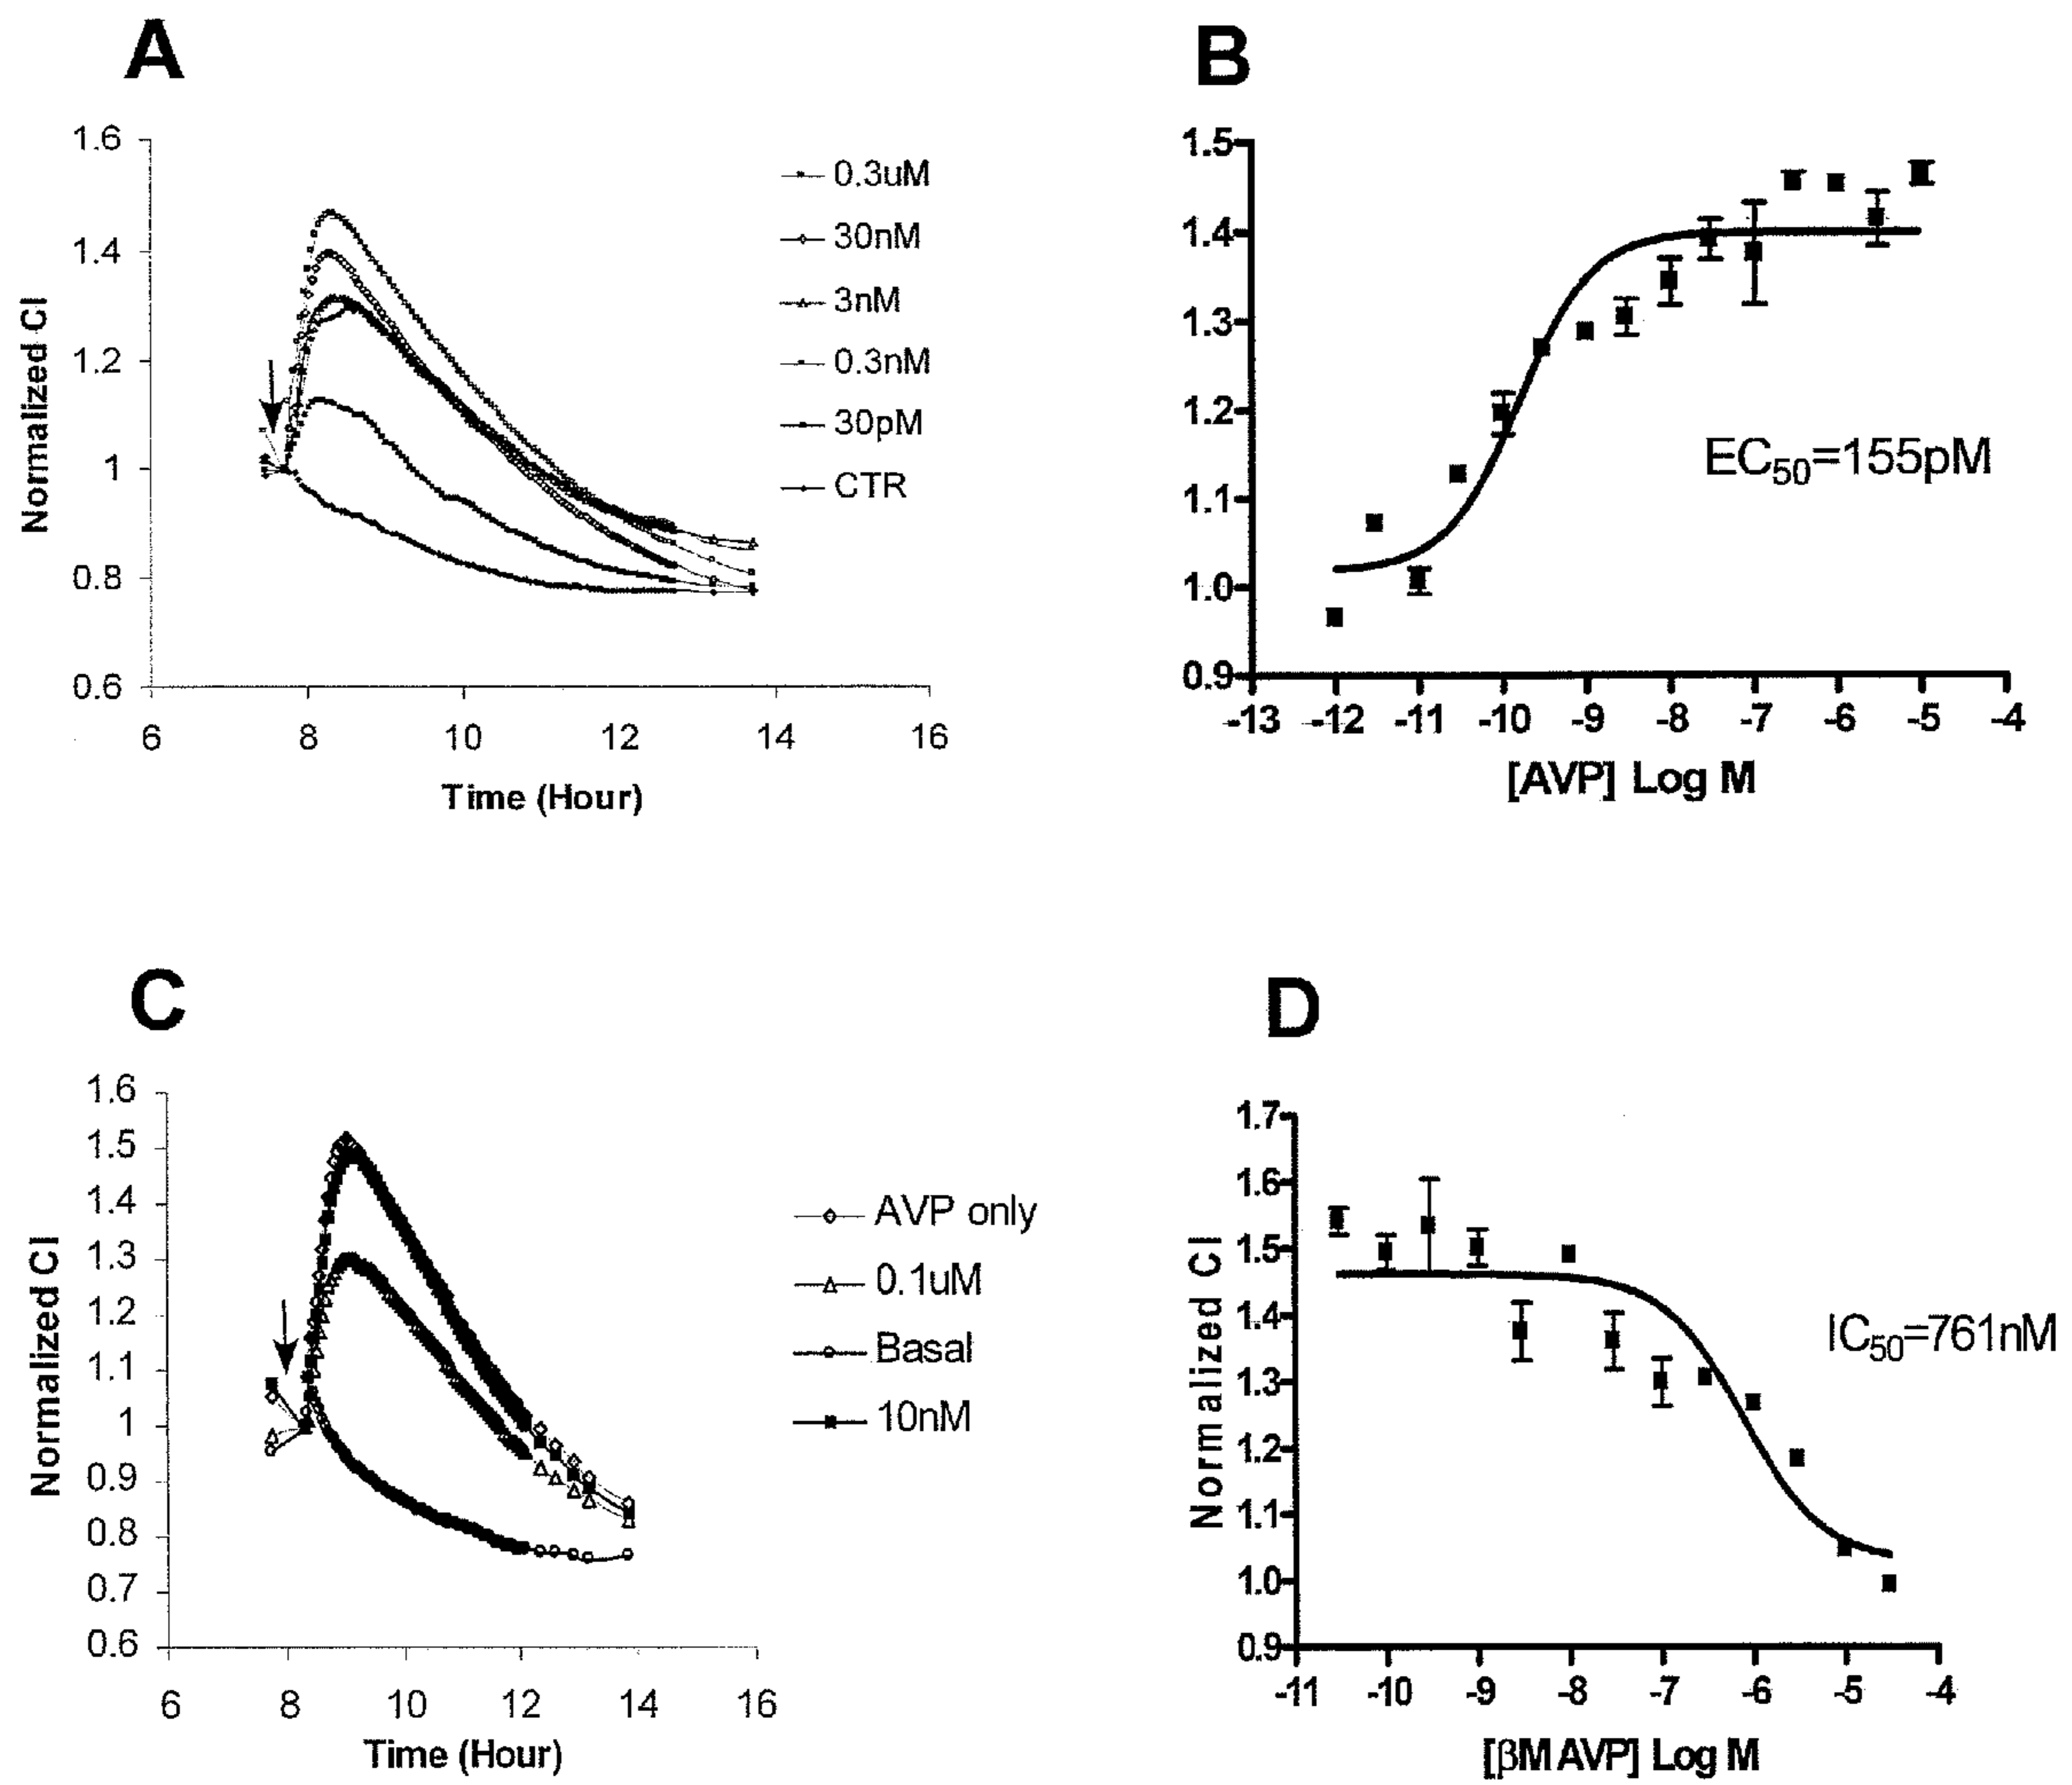 A
1.6
1.4
1.2
1
0.8
0.6
6 8 10 12 14 16
Normalized CI
Time (Hour)
0.3uM
30nM
3nM
0.3nM
30pM
CTR
B
1.5
1.4
1.3
1.2
1.1
1.0
0.9
-13 -12 -11 -10 -9 -8 -7 -6 -5 -4
[AVP] Log M
EC50=155pM
C
1.6
1.5
1.4
1.3
1.2
1.1
1
0.9
0.8
0.7
0.6
6 8 10 12 14 16
Normalized CI
Time (Hour)
AVP only
0.1uM
Basal
10nM
D
1.7
1.6
1.5
1.4
1.3
1.2
1.1
1.0
0.9
-11 -10 -9 -8 -7 -6 -5 -4
Normalized CI
[βMAVP] Log M
IC50=761nM